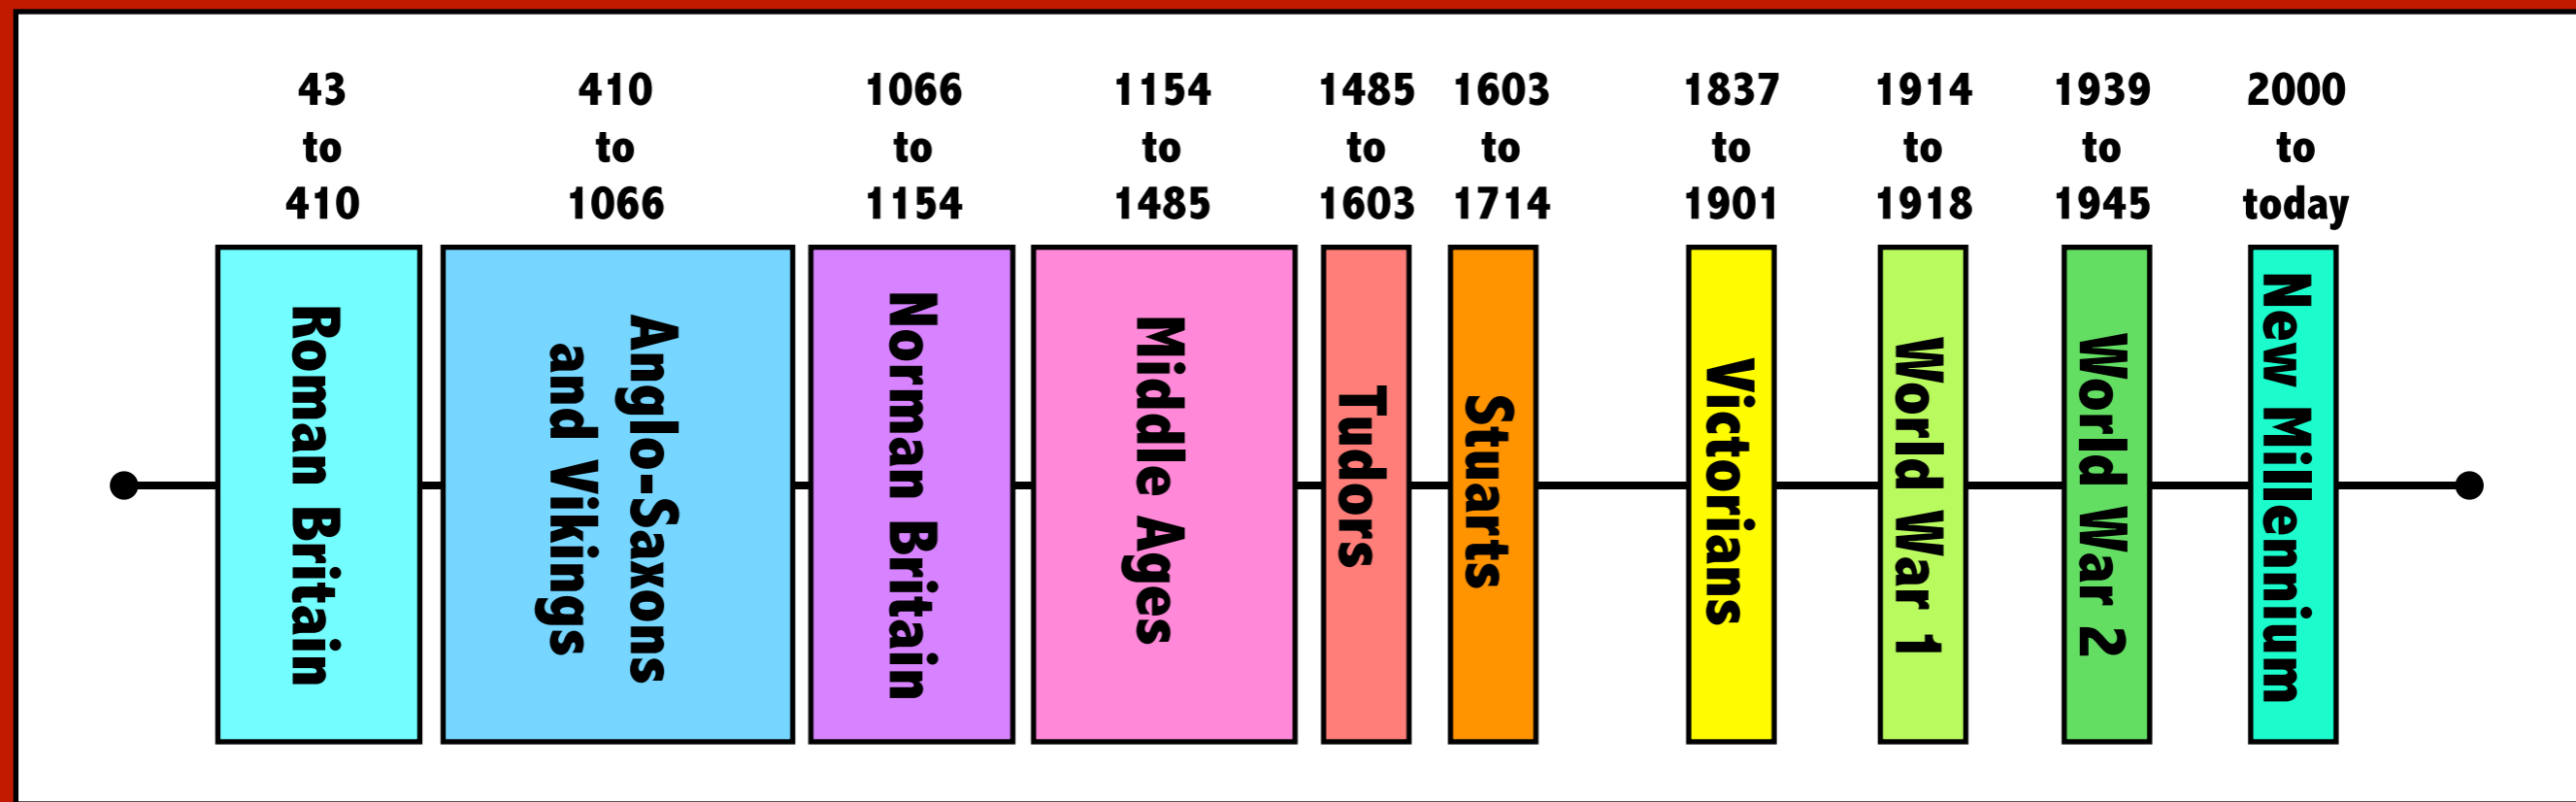 43
to
410
410
to
1066
1066
to
1154
1154
to
1485
1485
to
1603
1603
to
1714
1837
to
1901
1914
to
1918
1939
to
1945
2000
to
today
Roman Britain
Anglo-Saxons
and Vikings
Norman Britain
Middle Ages
Tudors
Stuarts
Victorians
World War 1
World War 2
New Millennium